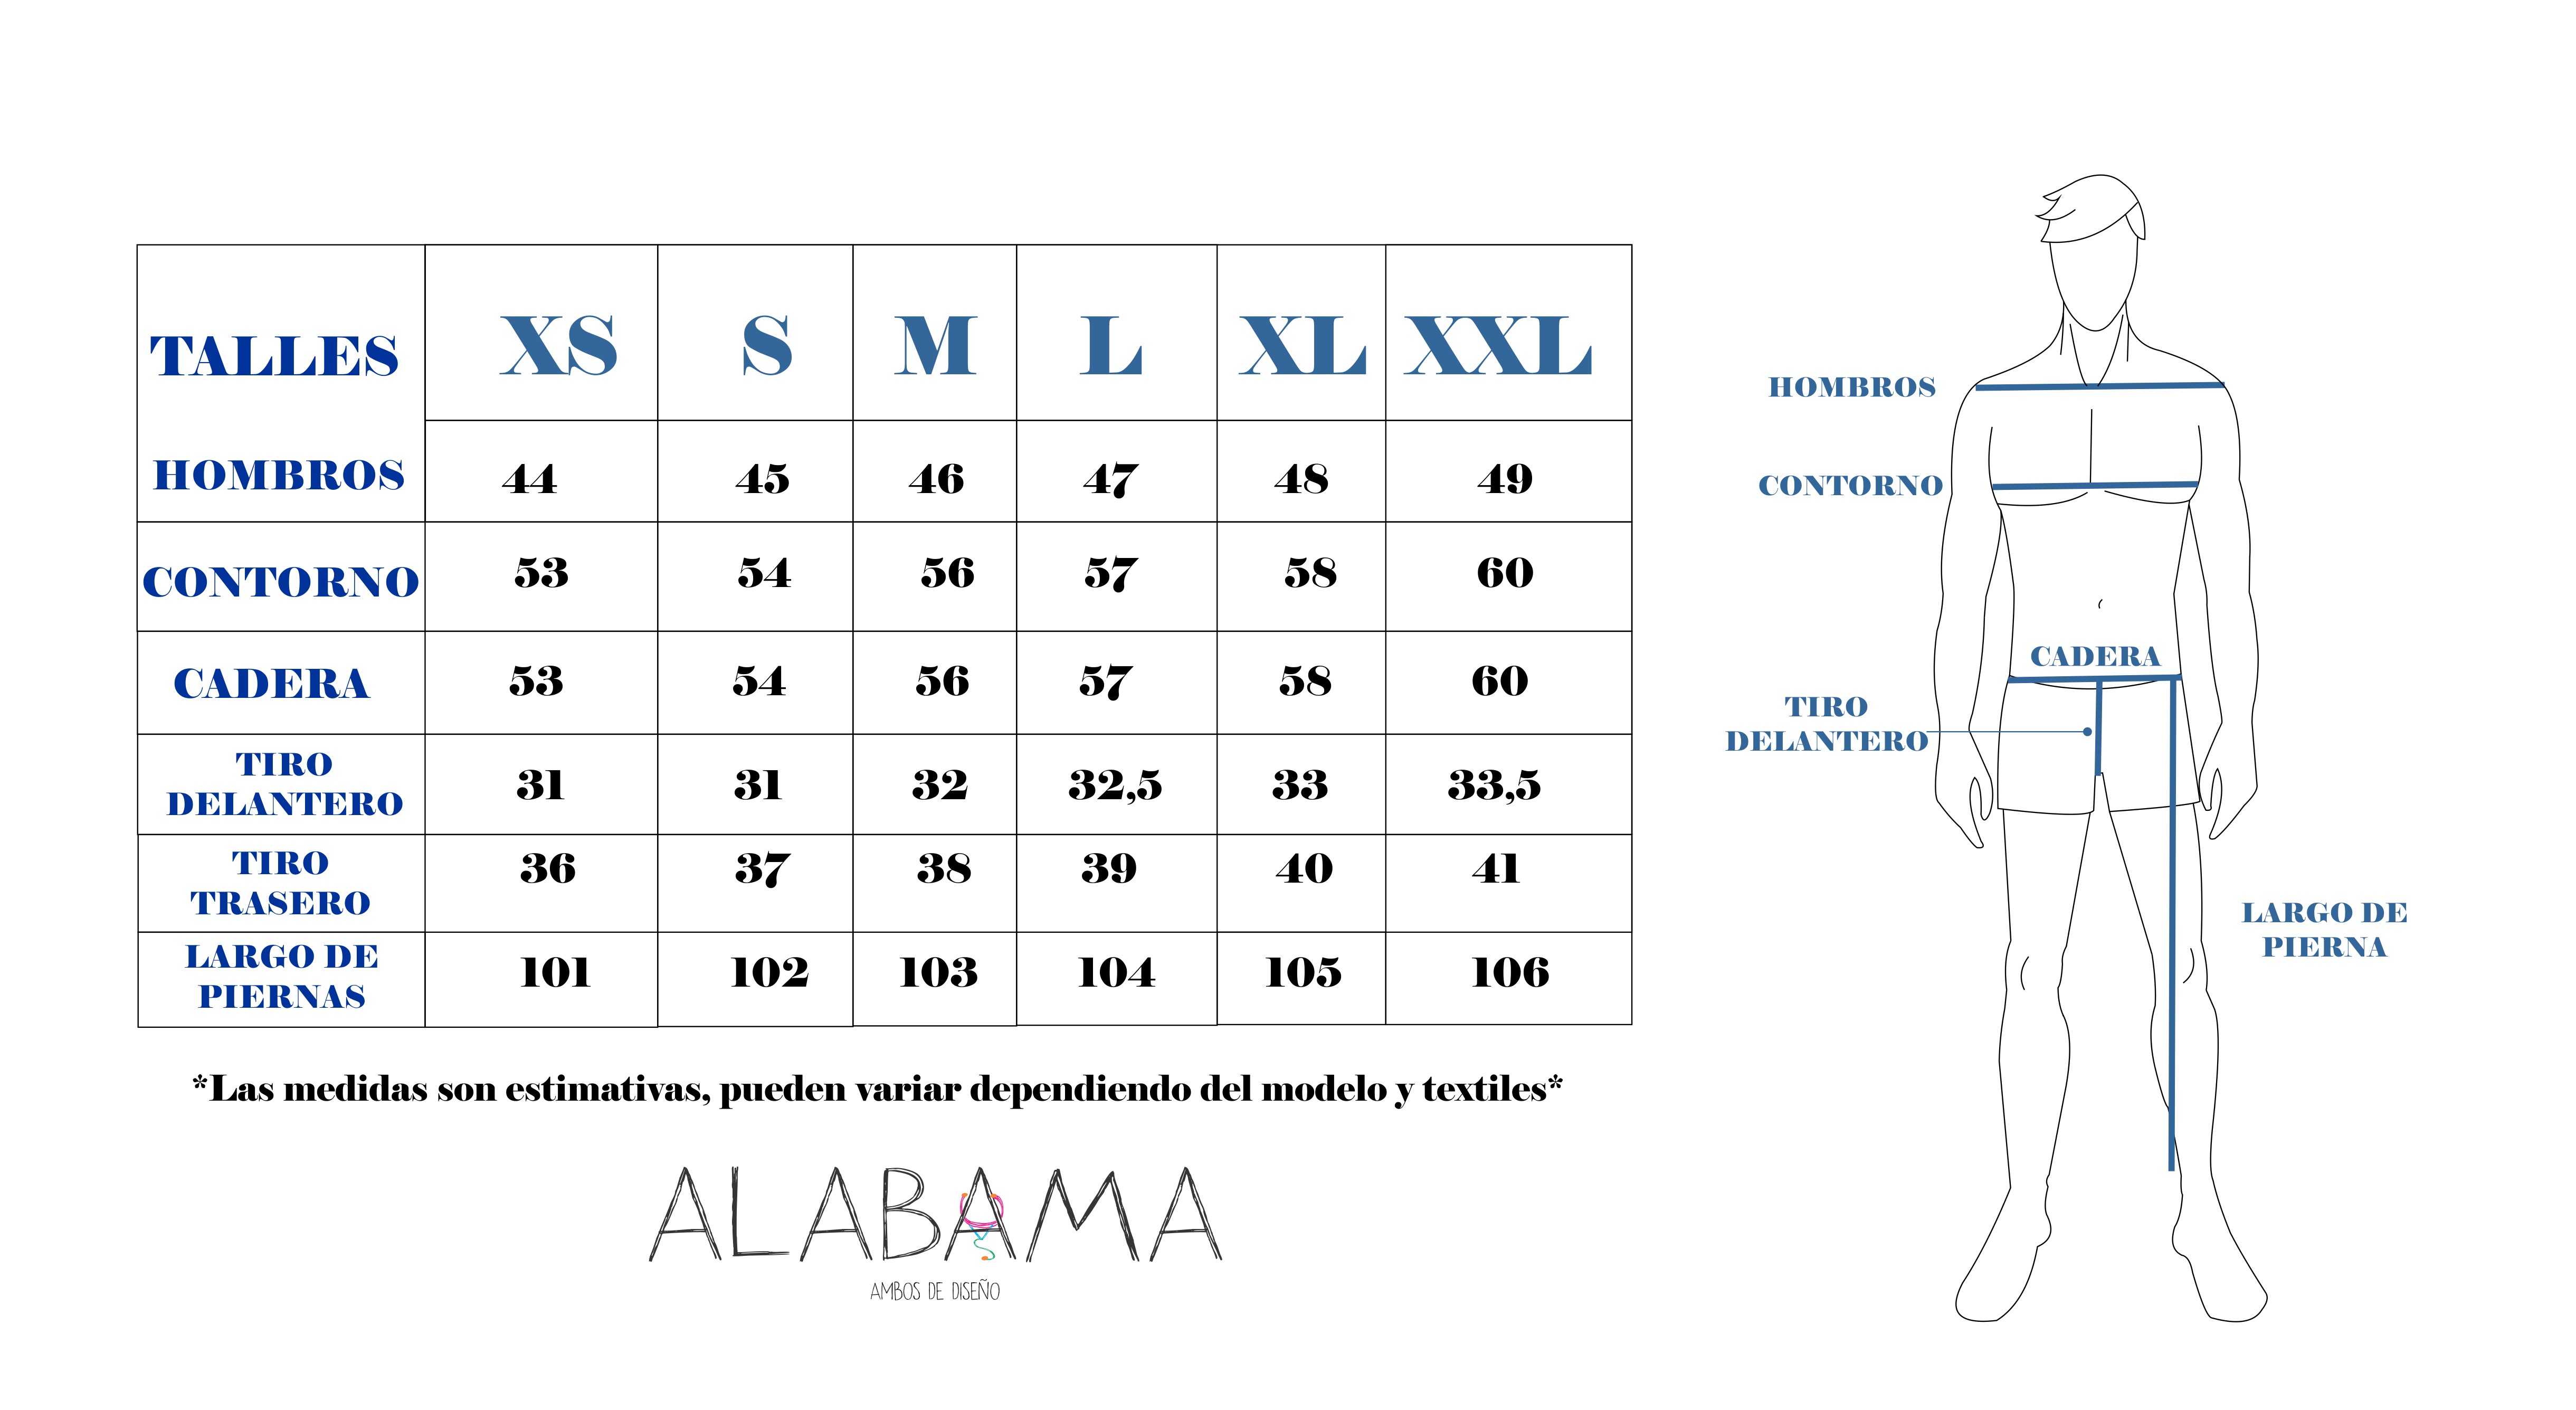 TALLES XS S M L XL XXL
HOMBROS 44 45 46 47 48 49
CONTORNO 53 54 56 57 58 60
CADERA 53 54 56 57 58 60
TIRO
DELANTERO 31 31 32 32,5 33 33,5
TIRO
TRASERO 36 37 38 39 40 41
LARGO DE
PIERNAS 101 102 103 104 105 106
*Las medidas son estimativas, pueden variar dependiendo del modelo y textiles*
ALABAMA
AMBOS DE DISEÑO
HOMBROS
CONTORNO
CADERA
TIRO
DELANTERO
LARGO DE
PIERNA